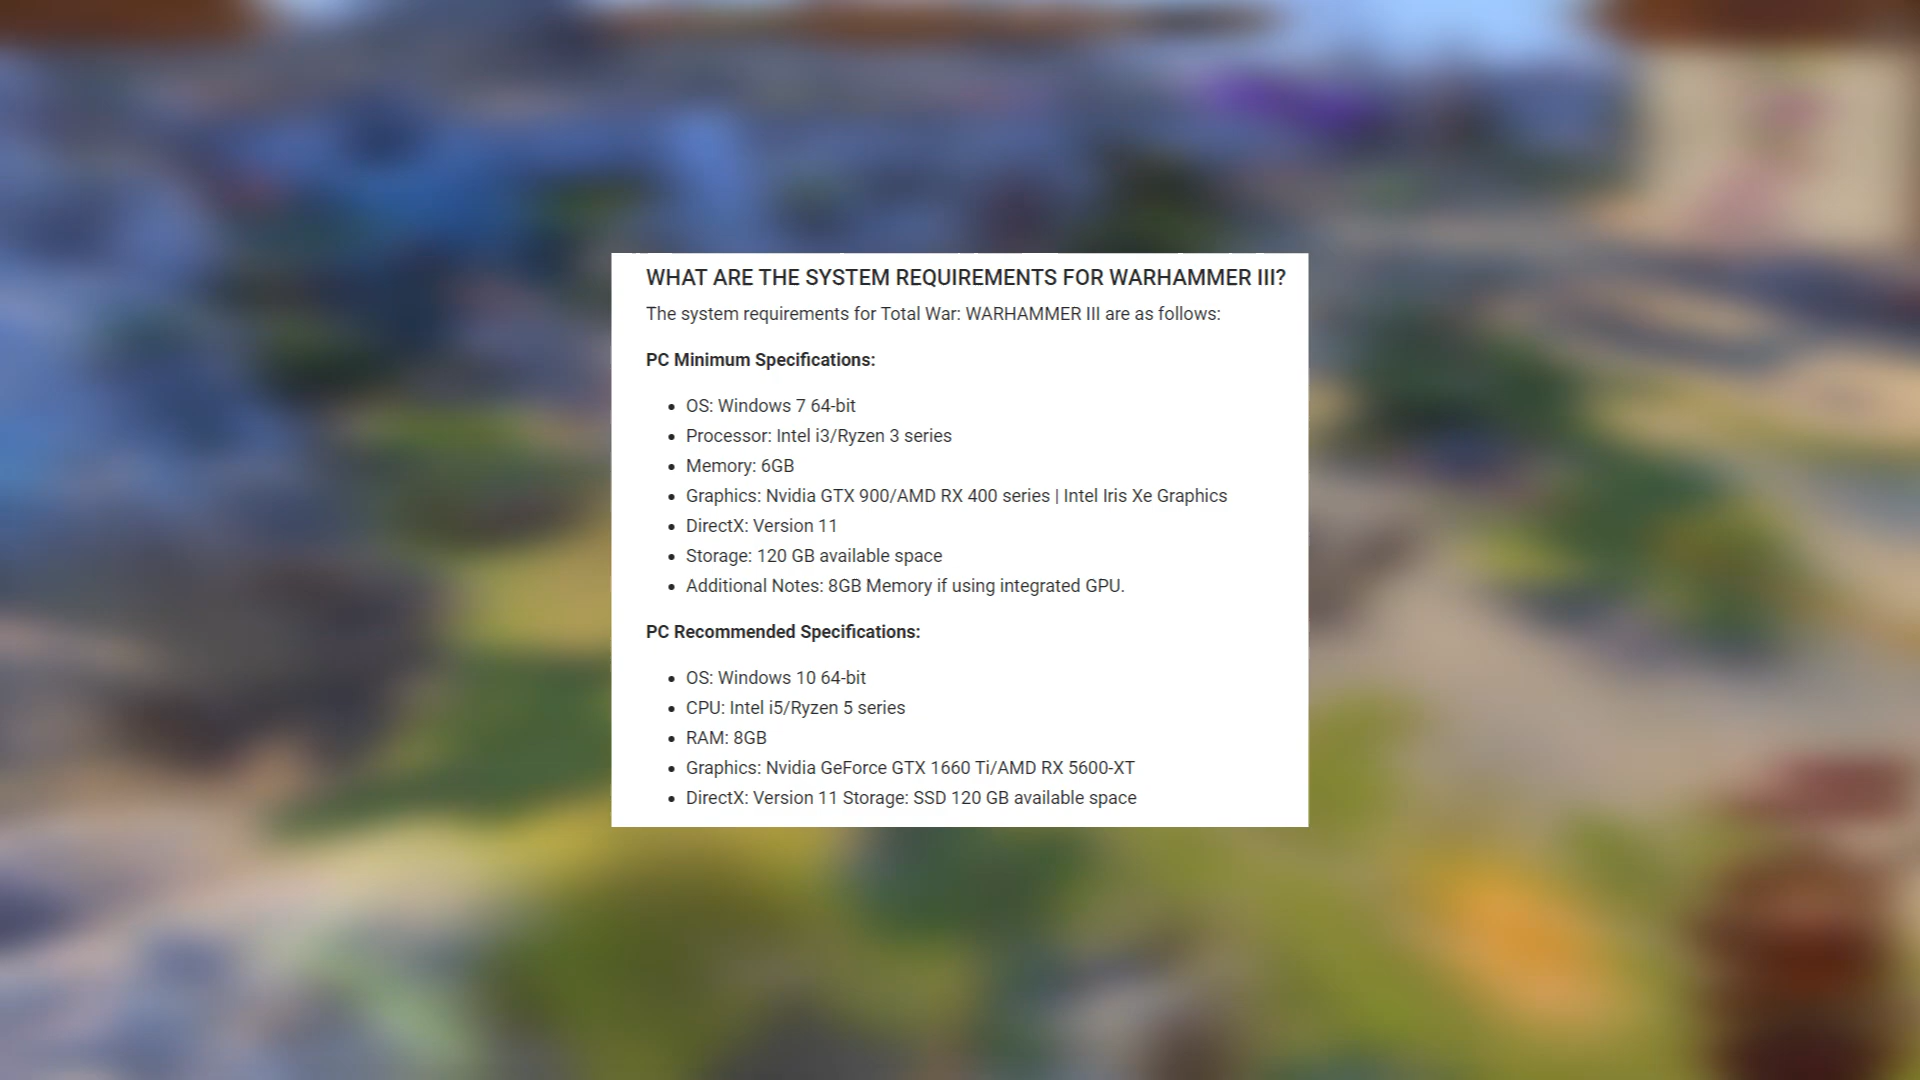 WHAT ARE THE SYSTEM REQUIREMENTS FOR WARHAMMER III?
The system requirements for Total War: WARHAMMER III are as follows:
PC Minimum Specifications:
• OS: Windows 7 64-bit
• Processor: Intel i3/Ryzen 3 series
• Memory: 6GB
• Graphics: Nvidia GTX 900/AMD RX 400 series | Intel Iris Xe Graphics
• DirectX: Version 11
• Storage: 120 GB available space
• Additional Notes: 8GB Memory if using integrated GPU.
PC Recommended Specifications:
• OS: Windows 10 64-bit
• CPU: Intel i5/Ryzen 5 series
• RAM: 8GB
• Graphics: Nvidia GeForce GTX 1660 Ti/AMD RX 5600-XT
• DirectX: Version 11 Storage: SSD 120 GB available space